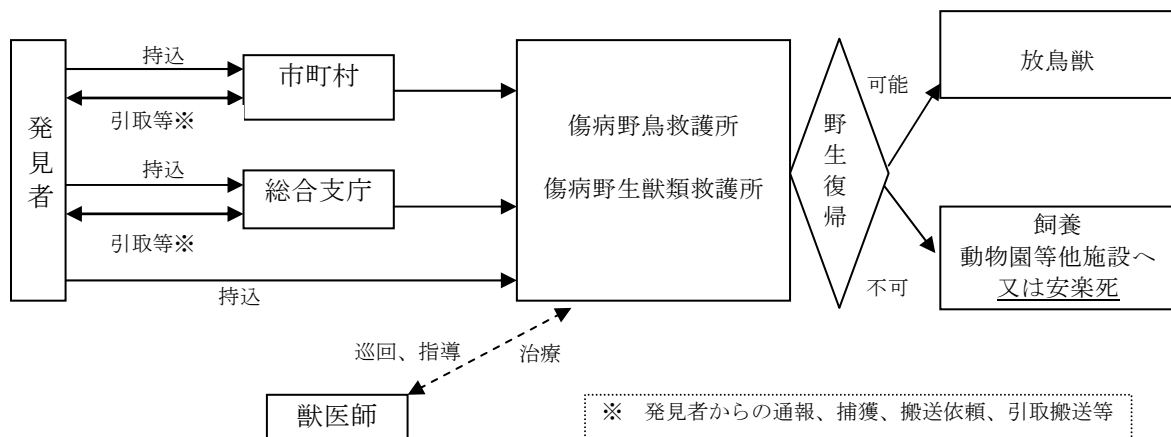 発見者
持込
引取等※
市町村
持込
引取等※
総合支庁
持込
傷病野鳥救護所
傷病野生獣類救護所
野生復帰
可能
不可
放鳥獣
飼養
動物園等他施設へ
又は安楽死
巡回、指導
治療
獣医師
※ 発見者からの通報、捕獲、搬送依頼、引取搬送等